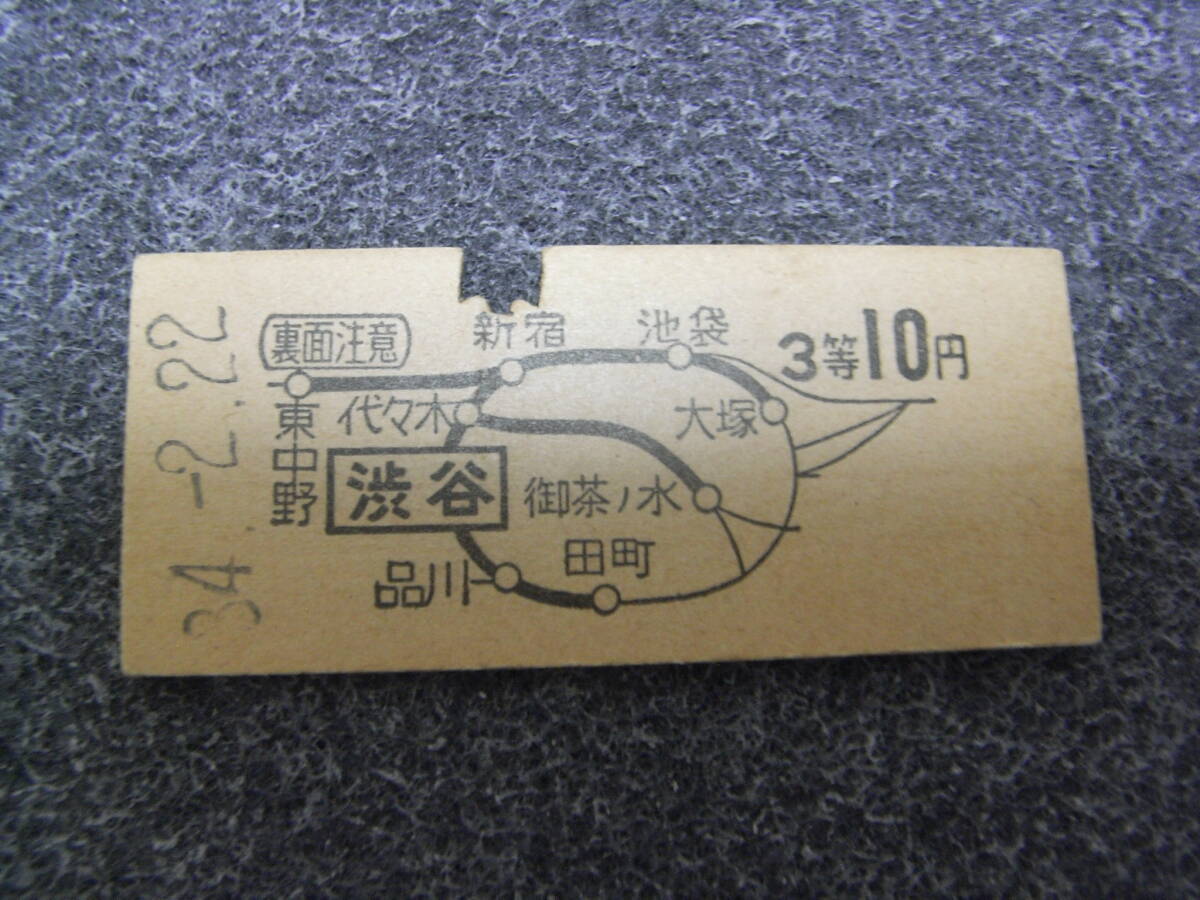 34.-2.22
裏面注意
新宿
池袋
3等10円
東中野
代々木
大塚
渋谷
御茶ノ水
田町
品川